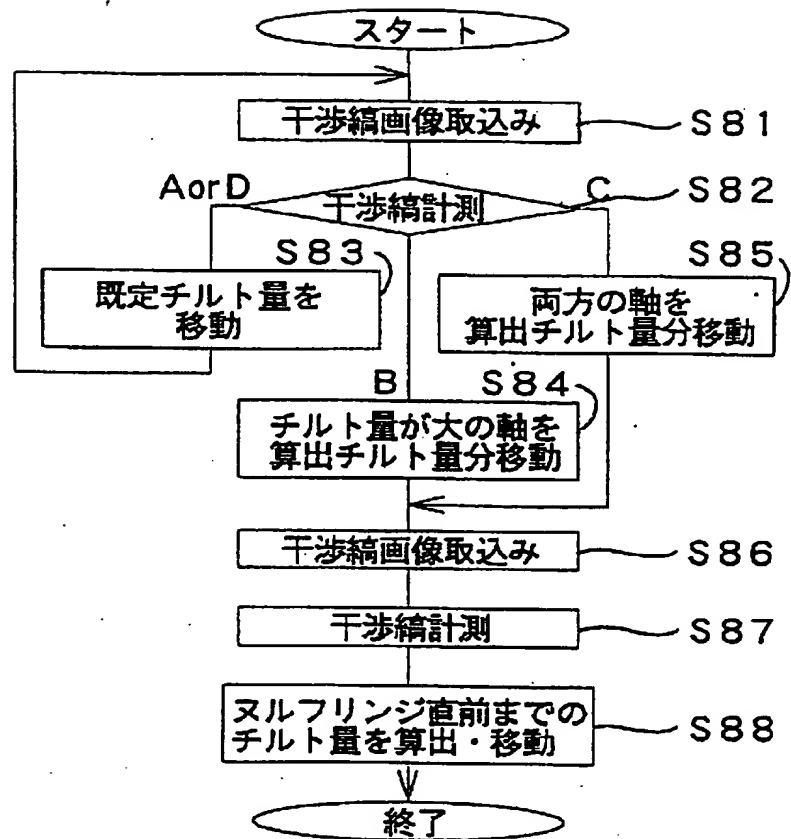 スタート
干渉縞画像取込み
S81
AorD
干渉縞計測
C
S82
S83
既定チルト量を
移動
S85
両方の軸を
算出チルト量分移動
B
S84
チルト量が大の軸を
算出チルト量分移動
干渉縞画像取込み
S86
干渉縞計測
S87
ヌルフリンジ直前までの
チルト量を算出・移動
S88
終了